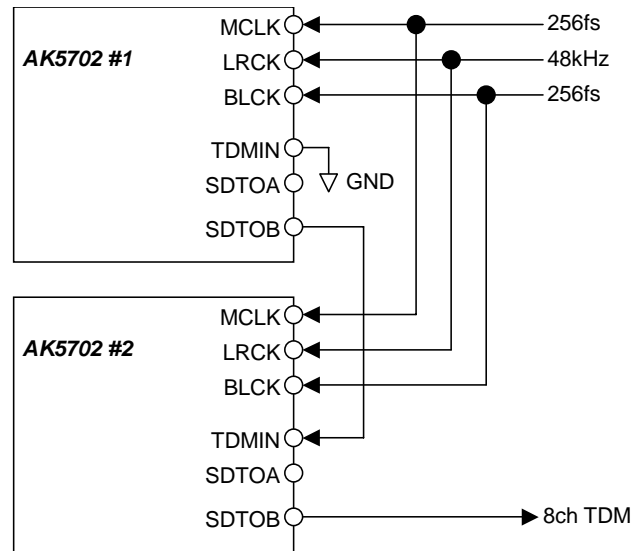 MCLK
256fs
AK5702 #1
LRCK
48kHz
BLCK
256fs
TDMIN
GND
SDTOA
SDTOB
MCLK
AK5702 #2
LRCK
BLCK
TDMIN
SDTOA
SDTOB
8ch TDM